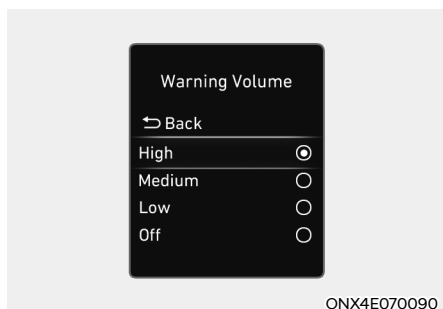 Warning Volume
Back
High
Medium
Low
Off
ONX4E070090